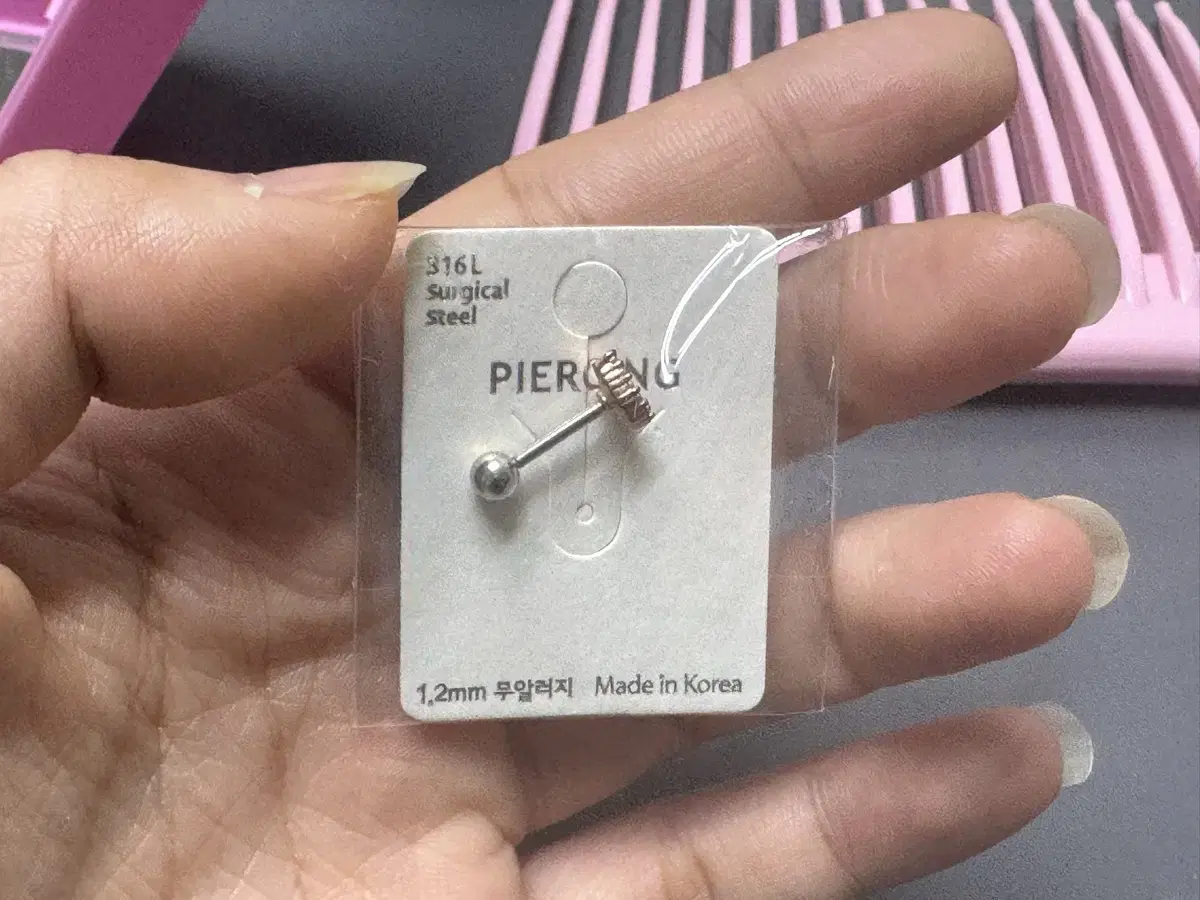 316L
Surgical
Steel
PIERCING
1.2mm 무알러지 Made in Korea